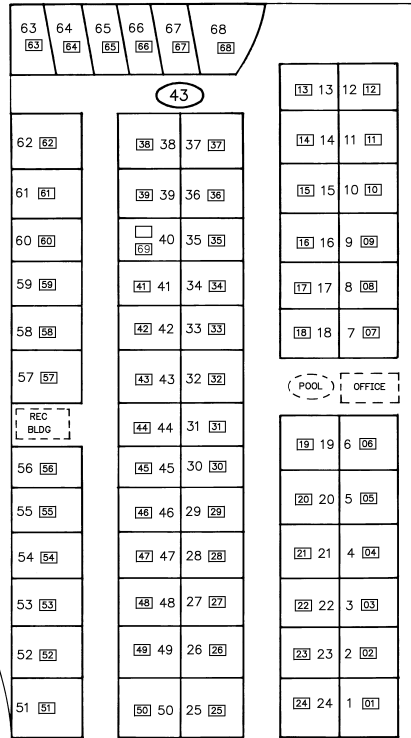 63 64 65 66 67 68
63 64 65 66 67 68
43
13 13 12 12
62 62 38 38 37 37
14 14 11 11
61 61 39 39 36 36
15 15 10 10
60 60 69 40 35 35
16 16 9 09
59 59 41 41 34 34
17 17 8 08
58 58 42 42 33 33
18 18 7 07
57 57 43 43 32 32
POOL OFFICE
REC
BLDG
44 44 31 31
19 19 6 06
56 56 45 45 30 30
20 20 5 05
55 55 46 46 29 29
21 21 4 04
54 54 47 47 28 28
22 22 3 03
53 53 48 48 27 27
23 23 2 02
52 52 49 49 26 26
24 24 1 01
51 51 50 50 25 25